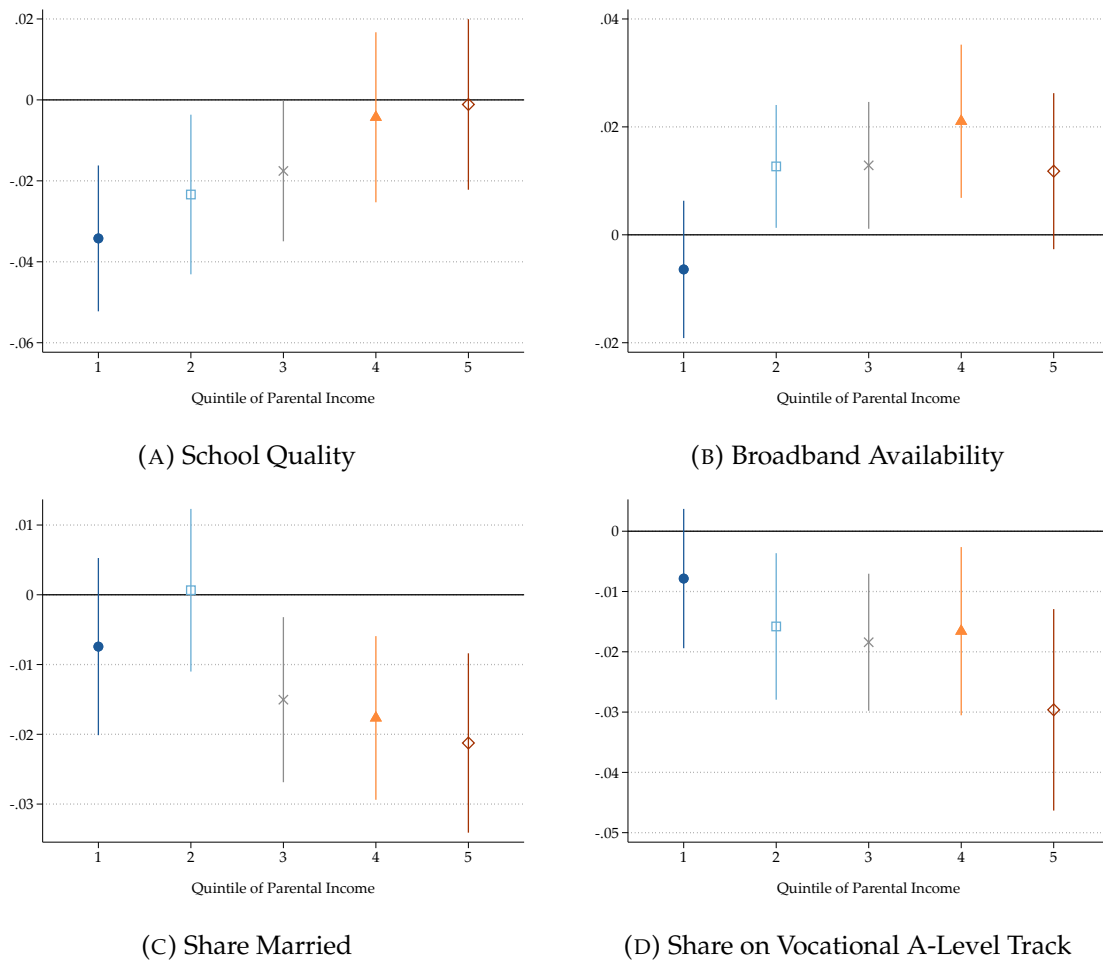 .02
0
-.02
-.04
-.06
1 2 3 4 5
Quintile of Parental Income
(A) School Quality
.04
.02
0
-.02
1 2 3 4 5
Quintile of Parental Income
(B) Broadband Availability
.01
0
-.01
-.02
-.03
1 2 3 4 5
Quintile of Parental Income
(C) Share Married
0
-.01
-.02
-.03
-.04
-.05
1 2 3 4 5
Quintile of Parental Income
(D) Share on Vocational A-Level Track